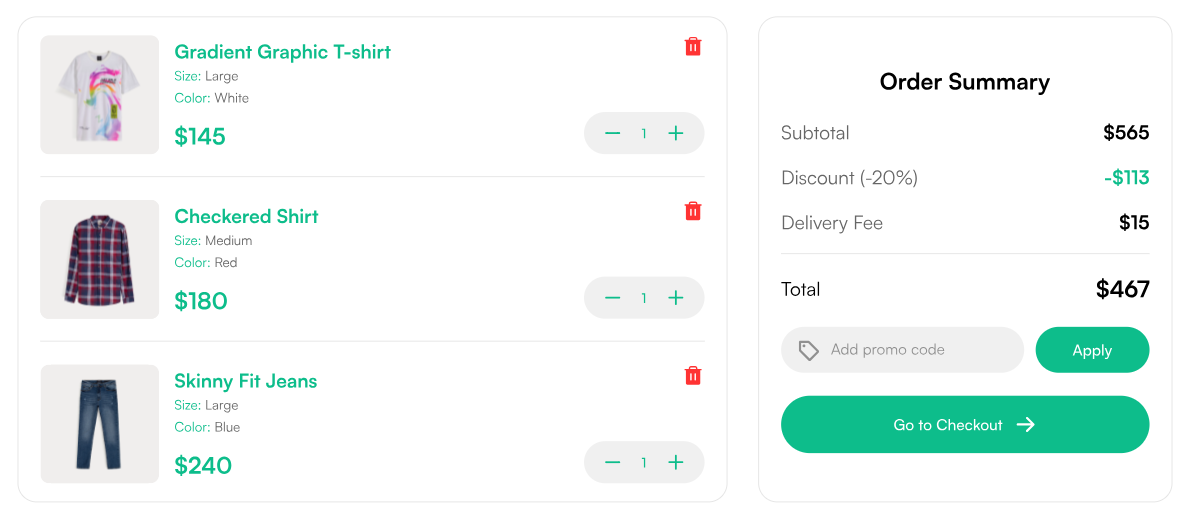 Gradient Graphic T-shirt
Size: Large
Color: White
$145
1
Checkered Shirt
Size: Medium
Color: Red
$180
1
Skinny Fit Jeans
Size: Large
Color: Blue
$240
1
Order Summary
Subtotal $565
Discount (-20%) -$113
Delivery Fee $15
Total $467
Add promo code Apply
Go to Checkout